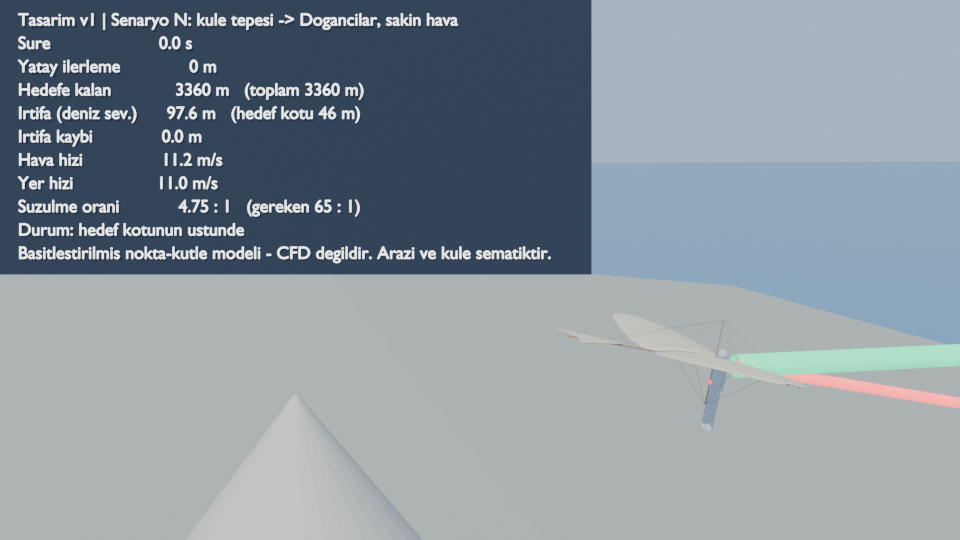 Tasarim v1 | Senaryo N: kule tepesi -> Dogancilar, sakin hava
Sure 0.0 s
Yatay ilerleme 0 m
Hedefe kalan 3360 m (toplam 3360 m)
Irtifa (deniz sev.) 97.6 m (hedef kotu 46 m)
Irtifa kaybi 0.0 m
Hava hizi 11.2 m/s
Yer hizi 11.0 m/s
Suzulme orani 4.75 : 1 (gereken 65 : 1)
Durum: hedef kotunun ustunde
Basitlestirilmis nokta-kutle modeli - CFD degildir. Arazi ve kule sematiktir.